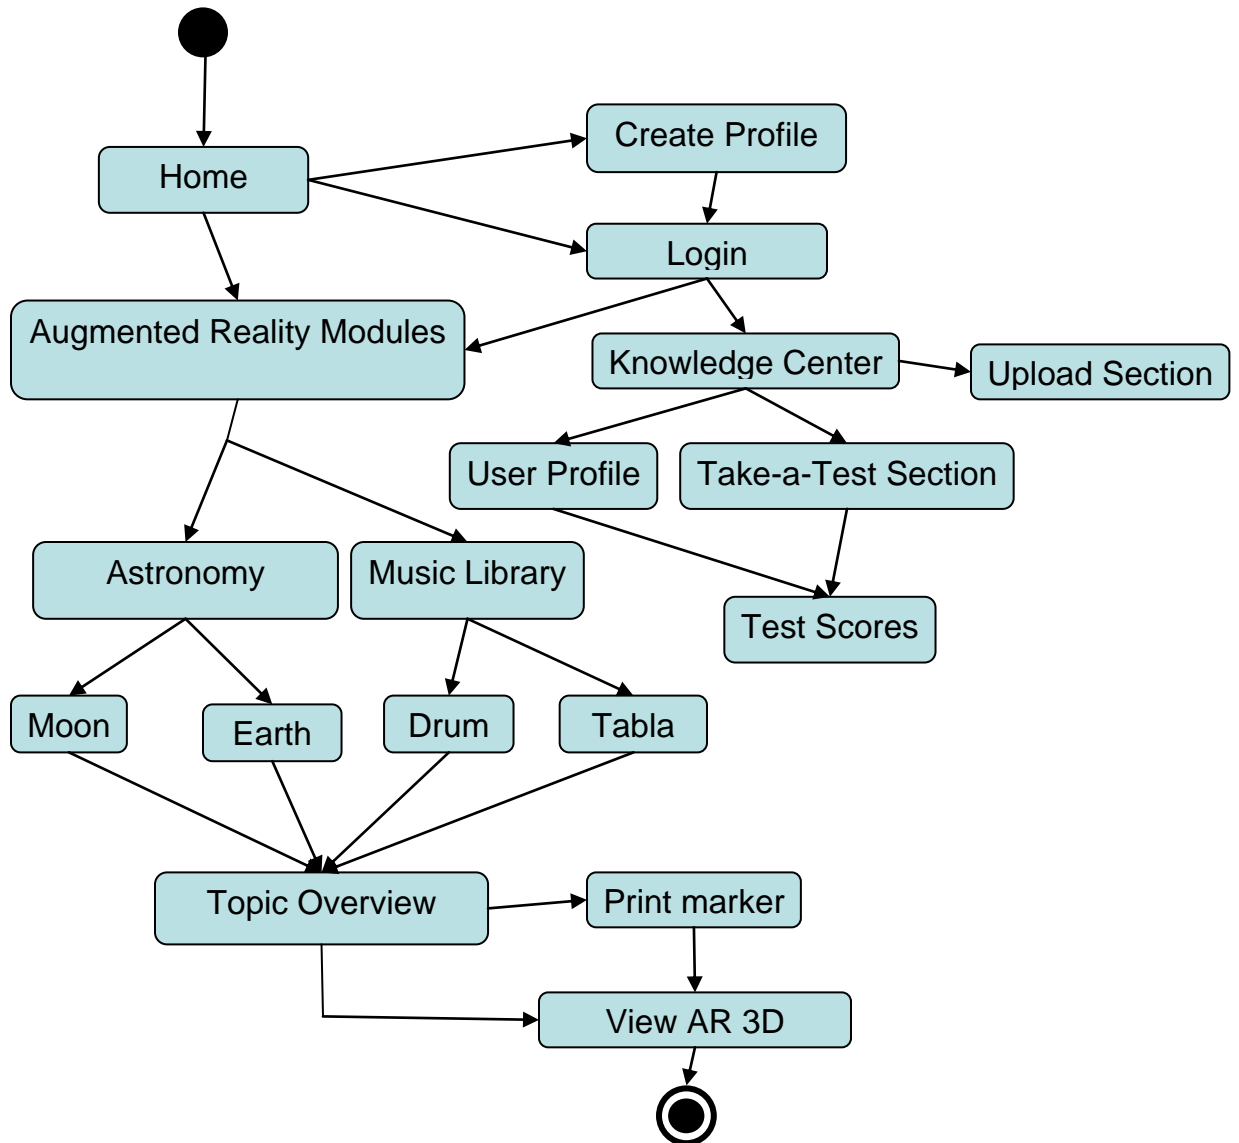 Create Profile
Home
Login
Augmented Reality Modules
Knowledge Center
Upload Section
User Profile
Take-a-Test Section
Astronomy
Music Library
Test Scores
Moon
Earth
Drum
Tabla
Topic Overview
Print marker
View AR 3D